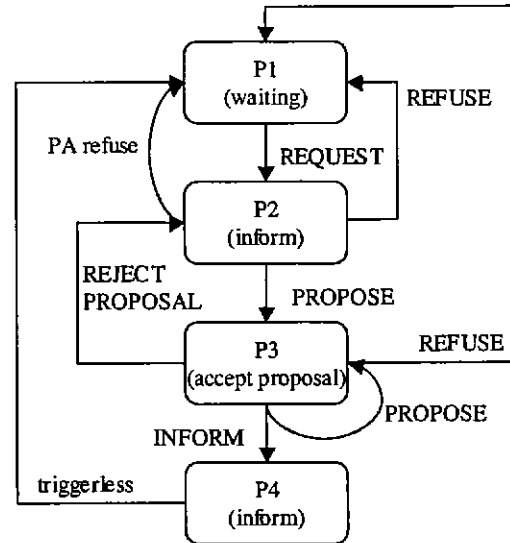 P1
(waiting)
REFUSE
PA refuse
REQUEST
P2
(inform)
REJECT
PROPOSAL
PROPOSE
P3
(accept proposal)
REFUSE
PROPOSE
INFORM
triggerless
P4
(inform)